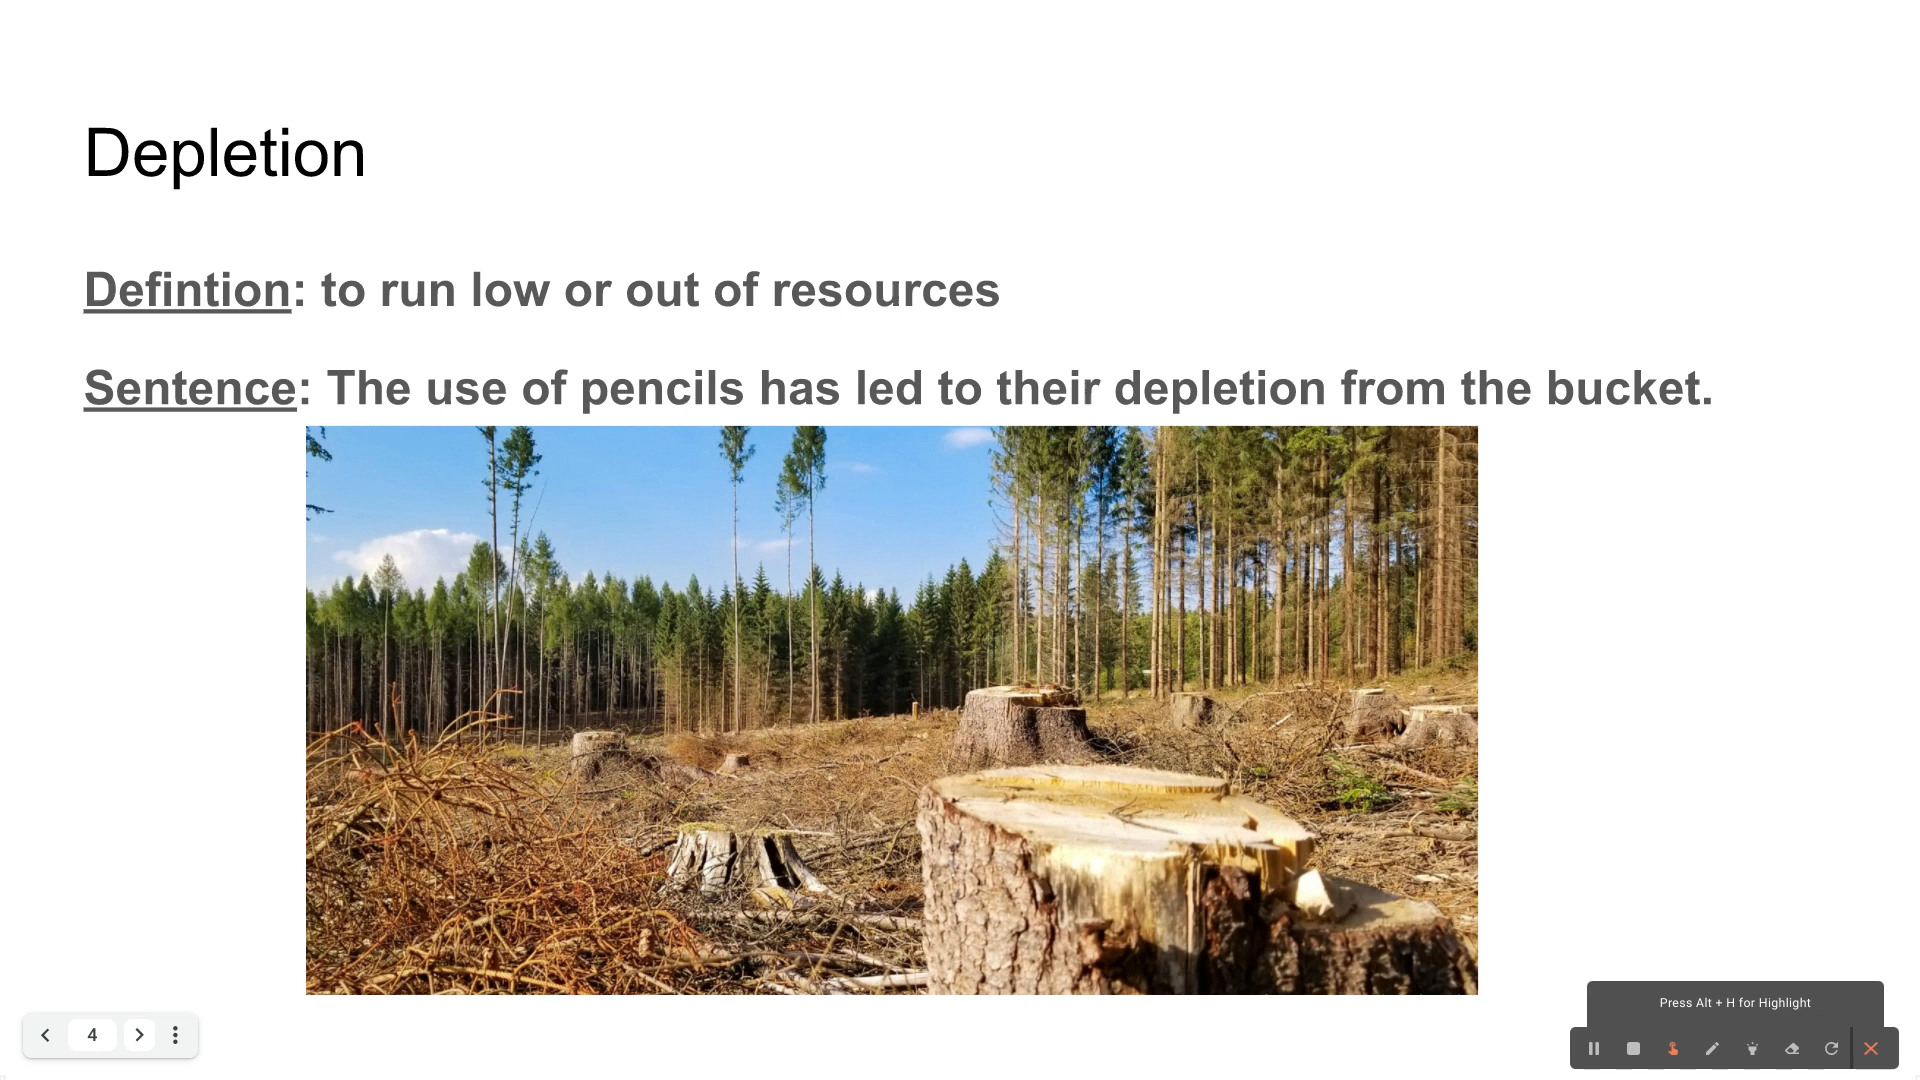 Depletion
Defintion: to run low or out of resources
Sentence: The use of pencils has led to their depletion from the bucket.
Press Alt + H for Highlight
4